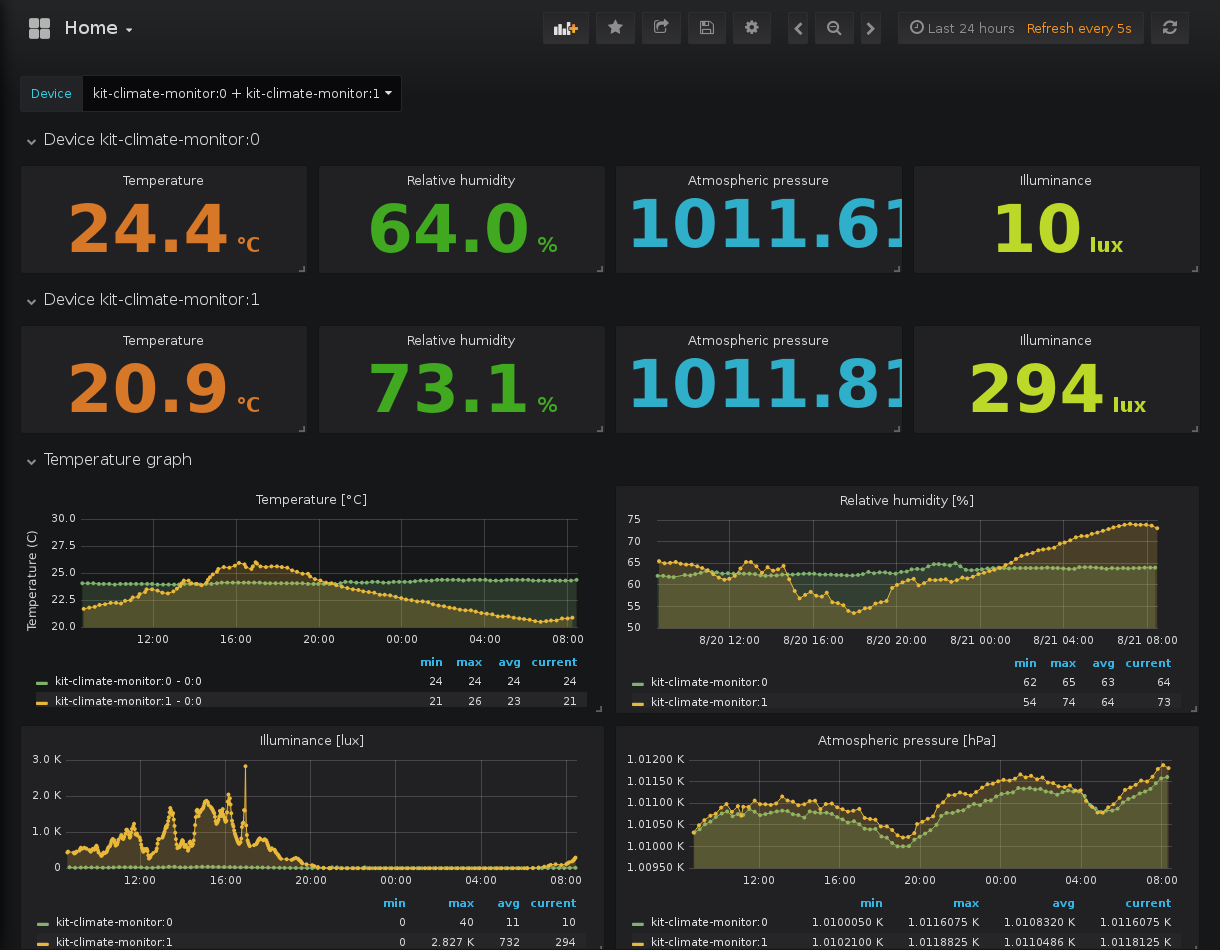 Home
Last 24 hours Refresh every 5s
Device kit-climate-monitor:0 + kit-climate-monitor:1
Device kit-climate-monitor:0
Temperature Relative humidity Atmospheric pressure Illuminance
24.4 °C 64.0 % 1011.61 10 lux
Device kit-climate-monitor:1
Temperature Relative humidity Atmospheric pressure Illuminance
20.9 °C 73.1 % 1011.81 294 lux
Temperature graph
Temperature [°C]
Temperature (C)
30.0
27.5
25.0
22.5
20.0
12:00 16:00 20:00 00:00 04:00 08:00
min max avg current
kit-climate-monitor:0 - 0:0 24 24 24 24
kit-climate-monitor:1 - 0:0 21 26 23 21
Relative humidity [%]
75
70
65
60
55
50
8/20 12:00 8/20 16:00 8/20 20:00 8/21 00:00 8/21 04:00 8/21 08:00
min max avg current
kit-climate-monitor:0 62 65 63 64
kit-climate-monitor:1 54 74 64 73
Illuminance [lux]
3.0 K
2.0 K
1.0 K
0
12:00 16:00 20:00 00:00 04:00 08:00
min max avg current
kit-climate-monitor:0 0 40 11 10
kit-climate-monitor:1 0 2.827 K 732 294
Atmospheric pressure [hPa]
1.01200 K
1.01150 K
1.01100 K
1.01050 K
1.01000 K
1.00950 K
12:00 16:00 20:00 00:00 04:00 08:00
min max avg current
kit-climate-monitor:0 1.0100050 K 1.0116075 K 1.0108320 K 1.0116075 K
kit-climate-monitor:1 1.0102100 K 1.0118825 K 1.0110486 K 1.0118125 K